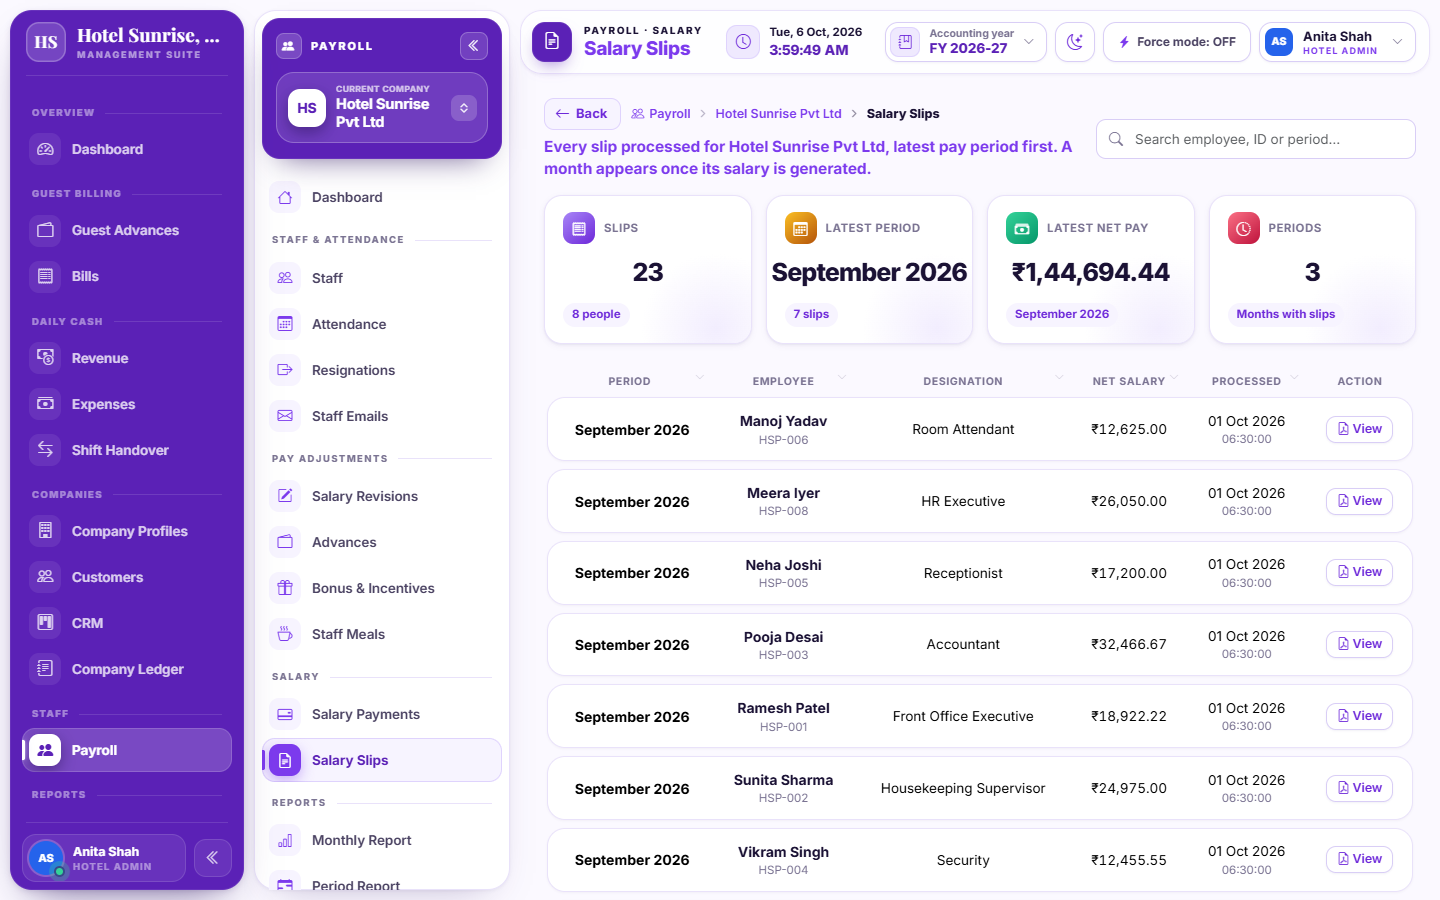 HS
Hotel Sunrise, ...
MANAGEMENT SUITE
OVERVIEW
Dashboard
GUEST BILLING
Guest Advances
Bills
DAILY CASH
Revenue
Expenses
Shift Handover
COMPANIES
Company Profiles
Customers
CRM
Company Ledger
STAFF
Payroll
REPORTS
AS
Anita Shah
HOTEL ADMIN
PAYROLL
HS
CURRENT COMPANY
Hotel Sunrise
Pvt Ltd
Dashboard
STAFF & ATTENDANCE
Staff
Attendance
Resignations
Staff Emails
PAY ADJUSTMENTS
Salary Revisions
Advances
Bonus & Incentives
Staff Meals
SALARY
Salary Payments
Salary Slips
REPORTS
Monthly Report
Period Report
PAYROLL · SALARY
Salary Slips
Tue, 6 Oct, 2026
3:59:49 AM
Accounting year
FY 2026-27
Force mode: OFF
AS
Anita Shah
HOTEL ADMIN
Back
Payroll > Hotel Sunrise Pvt Ltd > Salary Slips
Every slip processed for Hotel Sunrise Pvt Ltd, latest pay period first. A
month appears once its salary is generated.
Search employee, ID or period...
SLIPS
23
8 people
LATEST PERIOD
September 2026
7 slips
LATEST NET PAY
₹1,44,694.44
September 2026
PERIODS
3
Months with slips
PERIOD EMPLOYEE DESIGNATION NET SALARY PROCESSED ACTION
September 2026 Manoj Yadav HSP-006 Room Attendant ₹12,625.00 01 Oct 2026 06:30:00 View
September 2026 Meera Iyer HSP-008 HR Executive ₹26,050.00 01 Oct 2026 06:30:00 View
September 2026 Neha Joshi HSP-005 Receptionist ₹17,200.00 01 Oct 2026 06:30:00 View
September 2026 Pooja Desai HSP-003 Accountant ₹32,466.67 01 Oct 2026 06:30:00 View
September 2026 Ramesh Patel HSP-001 Front Office Executive ₹18,922.22 01 Oct 2026 06:30:00 View
September 2026 Sunita Sharma HSP-002 Housekeeping Supervisor ₹24,975.00 01 Oct 2026 06:30:00 View
September 2026 Vikram Singh HSP-004 Security ₹12,455.55 01 Oct 2026 06:30:00 View